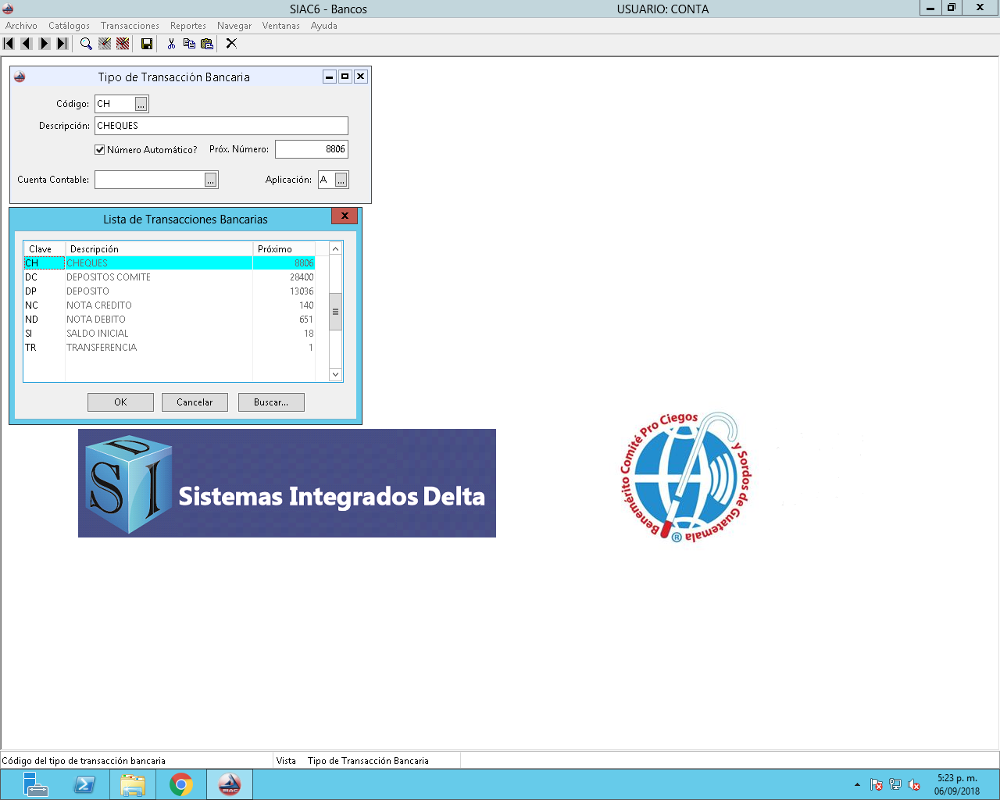 SIAC6 - Bancos USUARIO: CONTA
Archivo Catálogos Transacciones Reportes Navegar Ventanas Ayuda
Tipo de Transacción Bancaria
Código: CH ...
Descripción: CHEQUES
Número Automático? Próx. Número: 8806
Cuenta Contable: ... Aplicación: A ...
Lista de Transacciones Bancarias
Clave Descripción Próximo
CH CHEQUES 8806
DC DEPOSITOS COMITE 28400
DP DEPOSITO 13036
NC NOTA CREDITO 140
ND NOTA DEBITO 651
SI SALDO INICIAL 18
TR TRANSFERENCIA 1
OK Cancelar Buscar...
SDI
Sistemas Integrados Delta
Benemérito Comité Pro Ciegos y Sordos de Guatemala ®
Código del tipo de transacción bancaria Vista Tipo de Transacción Bancaria
SIAC
5:23 p. m.
06/09/2018